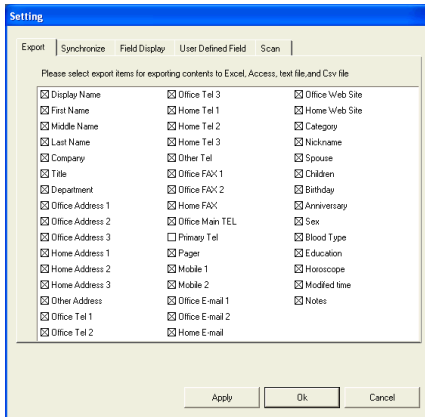 Setting
Export Synchronize Field Display User Defined Field Scan
Please select export items for exporting contents to Excel, Access, text file,and Csv file
Display Name Office Tel 3 Office Web Site
First Name Home Tel 1 Home Web Site
Middle Name Home Tel 2 Category
Last Name Home Tel 3 Nickname
Company Other Tel Spouse
Title Office FAX 1 Children
Department Office FAX 2 Birthday
Office Address 1 Home FAX Anniversary
Office Address 2 Office Main TEL Sex
Office Address 3 Primary Tel Blood Type
Home Address 1 Pager Education
Home Address 2 Mobile 1 Horoscope
Home Address 3 Mobile 2 Modifed time
Other Address Office E-mail 1 Notes
Office Tel 1 Office E-mail 2
Office Tel 2 Home E-mail
Apply Ok Cancel